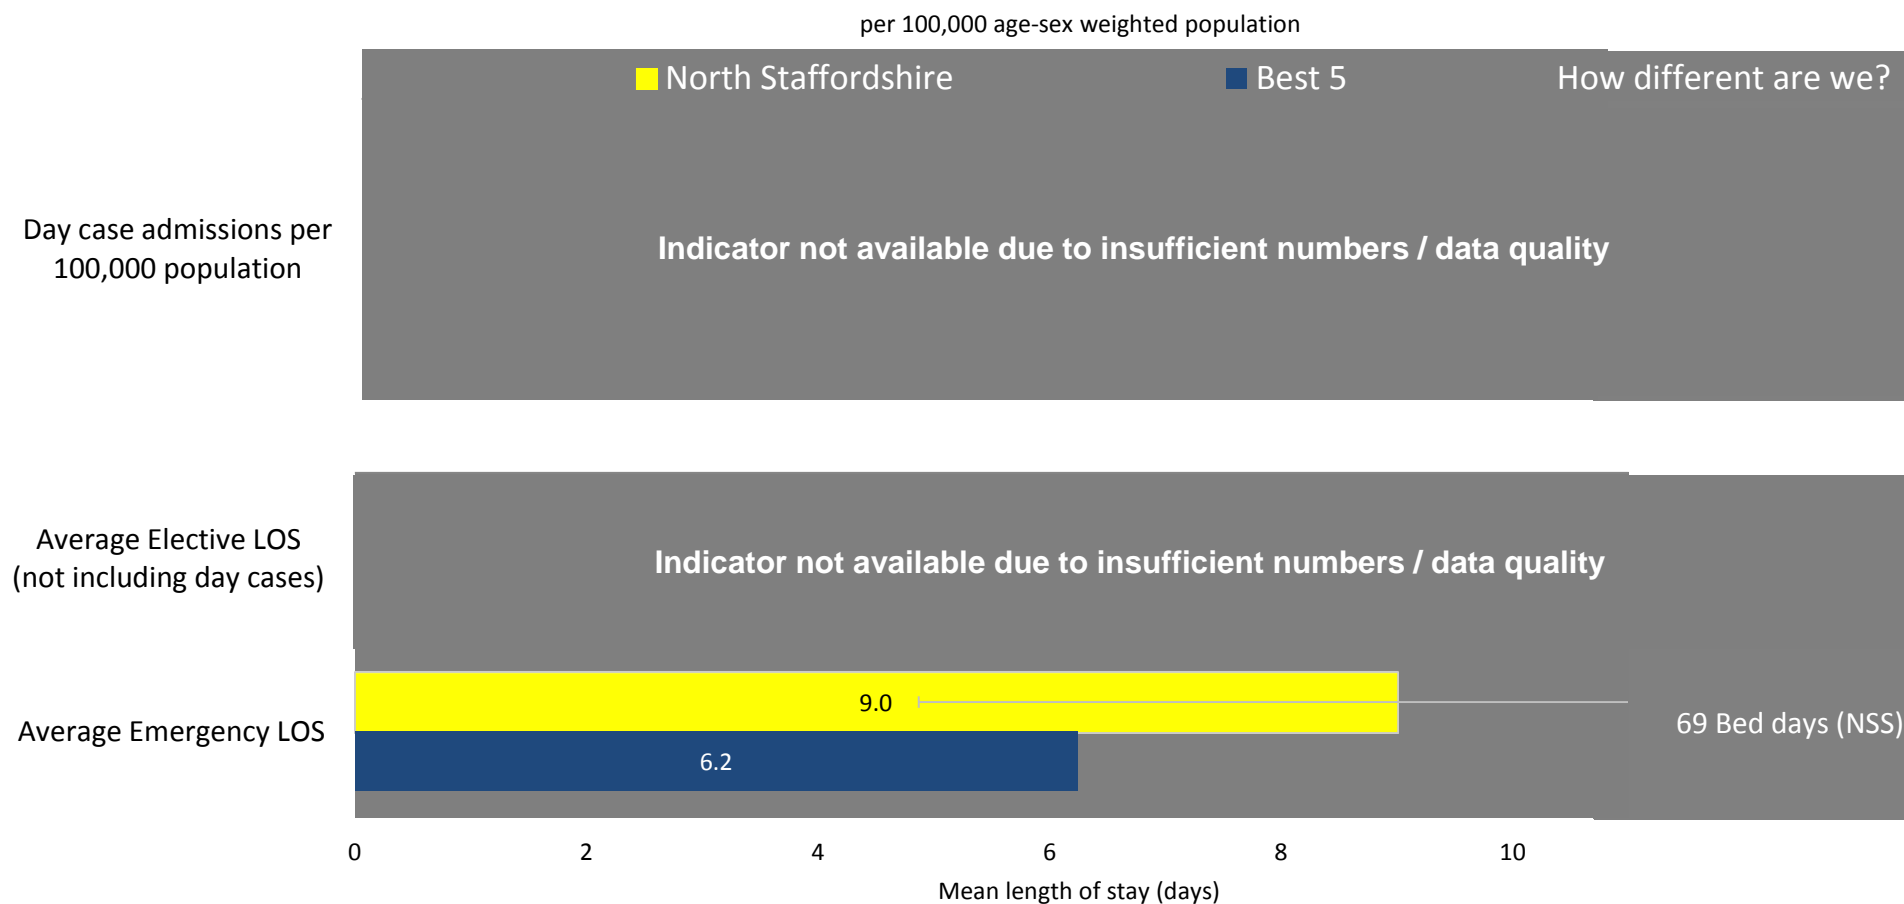 per 100,000 age-sex weighted population
North Staffordshire Best 5 How different are we?
Day case admissions per
100,000 population
Indicator not available due to insufficient numbers / data quality
Average Elective LOS
(not including day cases)
Indicator not available due to insufficient numbers / data quality
Average Emergency LOS
9.0
6.2
69 Bed days (NSS)
0 2 4 6 8 10
Mean length of stay (days)